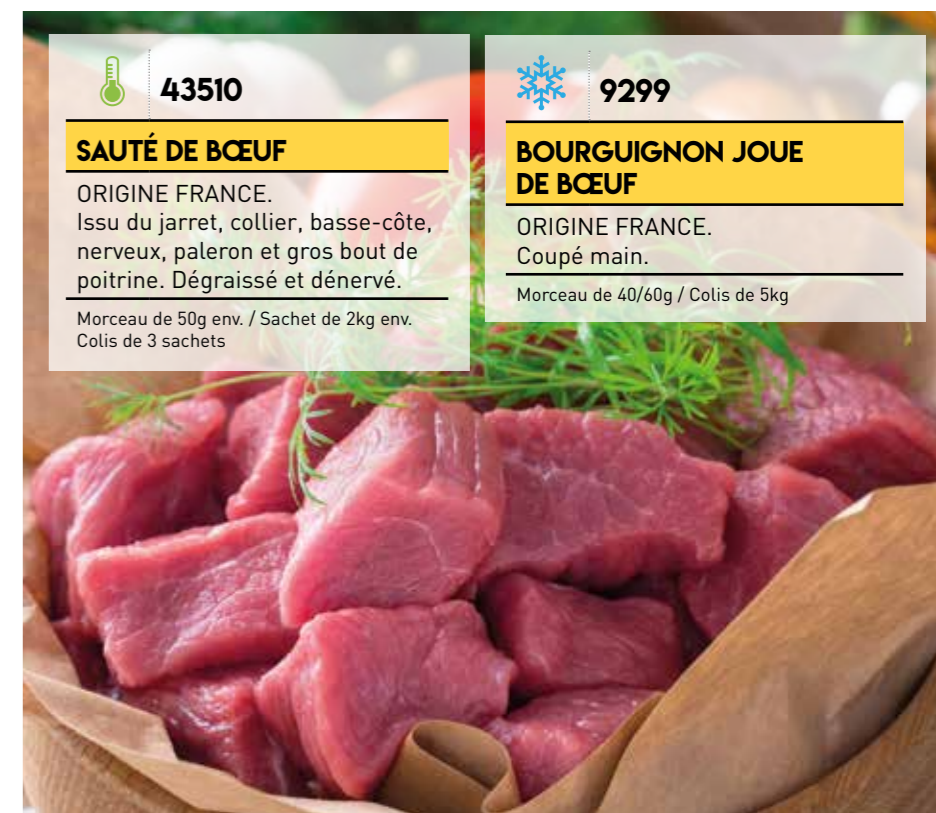 43510
SAUTÉ DE BŒUF
ORIGINE FRANCE.
Issu du jarret, collier, basse-côte,
nerveux, paleron et gros bout de
poitrine. Dégraissé et dénervé.
Morceau de 50g env. / Sachet de 2kg env.
Colis de 3 sachets
9299
BOURGUIGNON JOUE
DE BŒUF
ORIGINE FRANCE.
Coupé main.
Morceau de 40/60g / Colis de 5kg